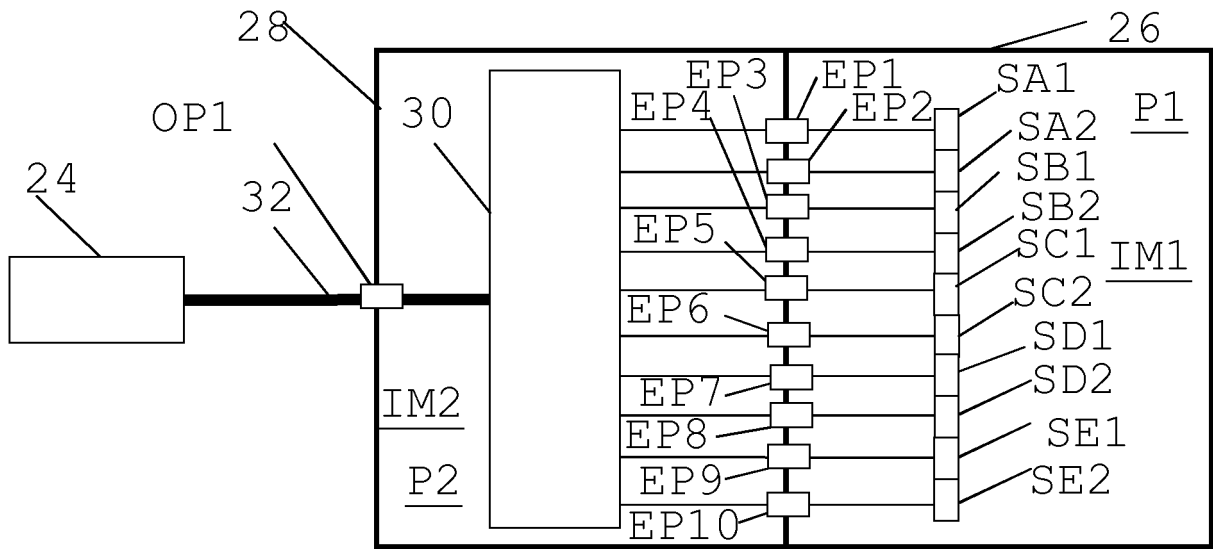 28
26
EP3
EP1
SA1
OP1
30
EP4
EP2
P1
SA2
24
32
SB1
EP5
SB2
SC1
IM1
EP6
SC2
SD1
IM2
EP7
SD2
EP8
SE1
P2
EP9
SE2
EP10